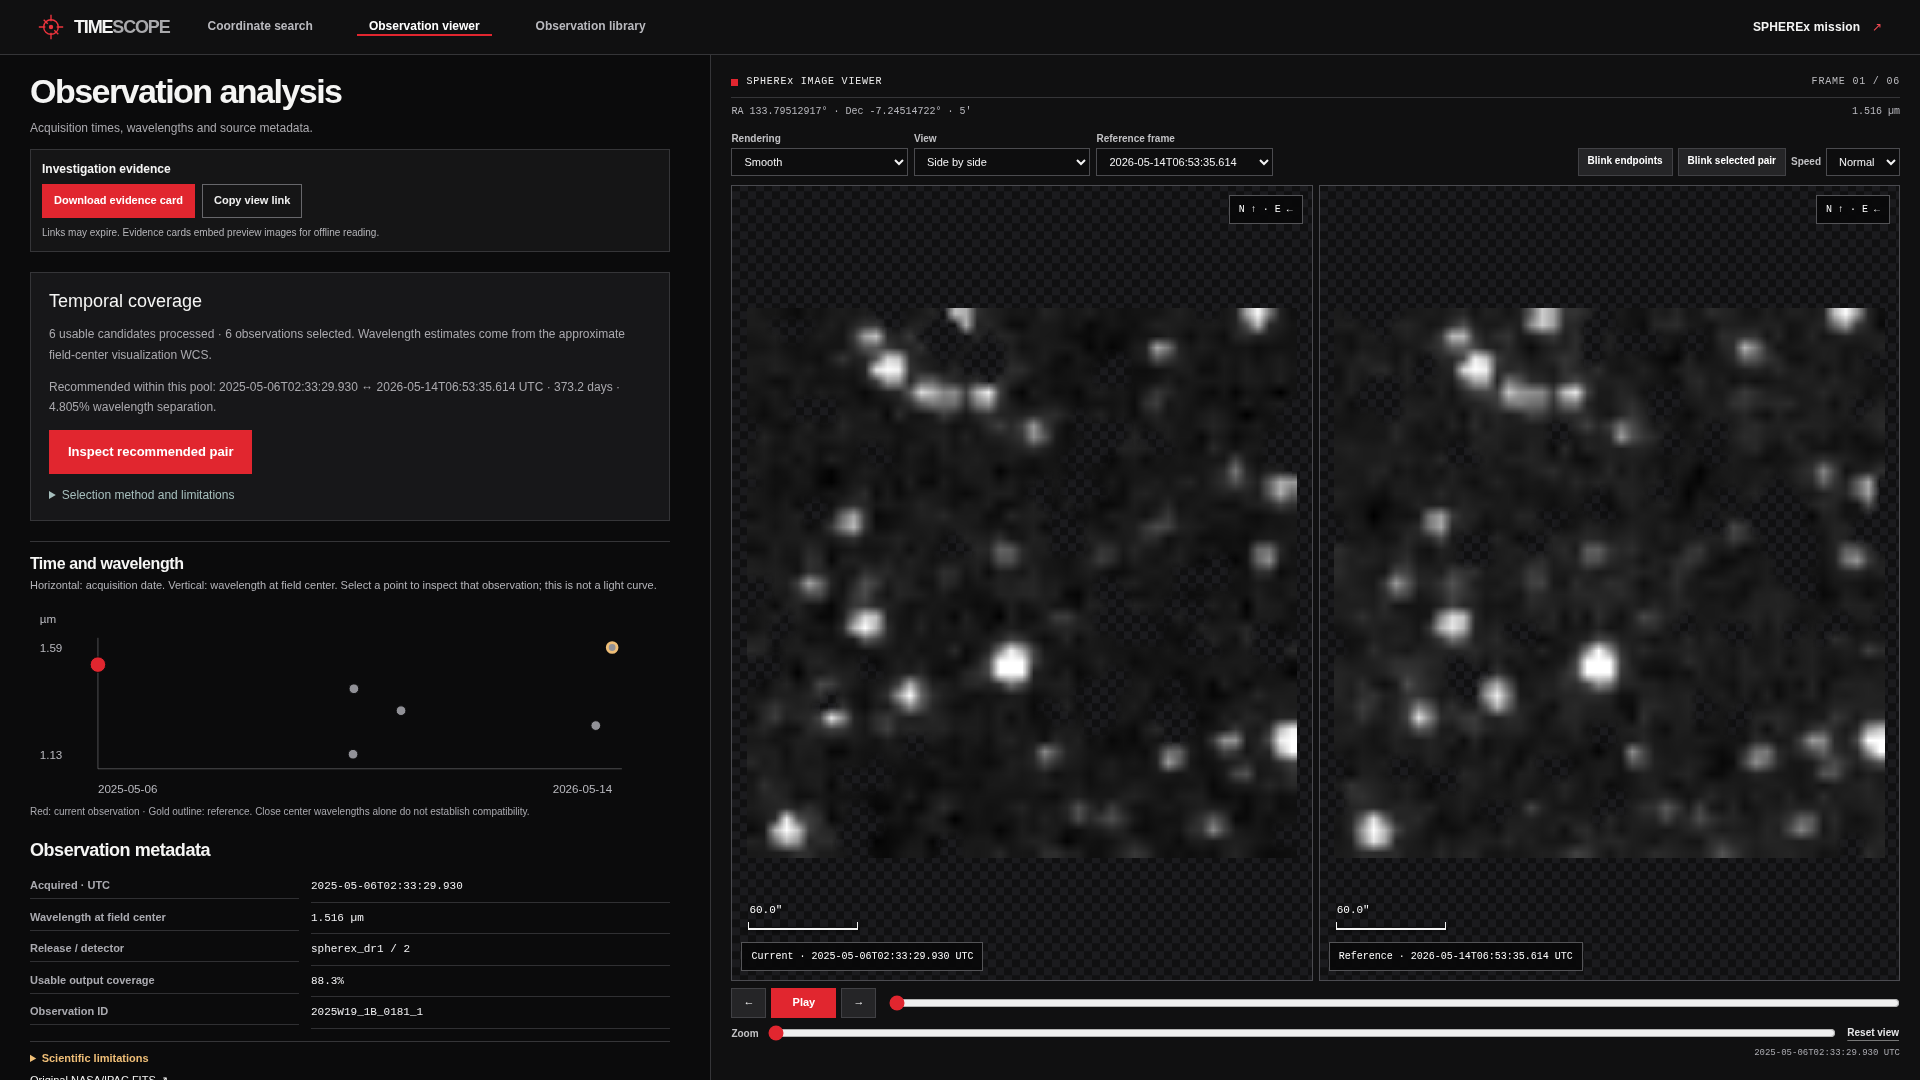 TIMESCOPE Coordinate search Observation viewer Observation library SPHEREx mission ↗
Observation analysis
Acquisition times, wavelengths and source metadata.
Investigation evidence
Download evidence card Copy view link
Links may expire. Evidence cards embed preview images for offline reading.
Temporal coverage
6 usable candidates processed · 6 observations selected. Wavelength estimates come from the approximate
field-center visualization WCS.
Recommended within this pool: 2025-05-06T02:33:29.930 ↔ 2026-05-14T06:53:35.614 UTC · 373.2 days ·
4.805% wavelength separation.
Inspect recommended pair
▶ Selection method and limitations
Time and wavelength
Horizontal: acquisition date. Vertical: wavelength at field center. Select a point to inspect that observation; this is not a light curve.
µm
1.59
1.13
2025-05-06 2026-05-14
Red: current observation · Gold outline: reference. Close center wavelengths alone do not establish compatibility.
Observation metadata
Acquired · UTC 2025-05-06T02:33:29.930
Wavelength at field center 1.516 µm
Release / detector spherex_dr1 / 2
Usable output coverage 88.3%
Observation ID 2025W19_1B_0181_1
▶ Scientific limitations
Original NASA/IPAC FITS ↗
SPHEREx IMAGE VIEWER FRAME 01 / 06
RA 133.79512917° · Dec -7.24514722° · 5' 1.516 µm
Rendering View Reference frame
Smooth Side by side 2026-05-14T06:53:35.614 Blink endpoints Blink selected pair Speed Normal
N ↑ · E ← N ↑ · E ←
60.0" 60.0"
Current · 2025-05-06T02:33:29.930 UTC Reference · 2026-05-14T06:53:35.614 UTC
← Play →
Zoom Reset view
2025-05-06T02:33:29.930 UTC